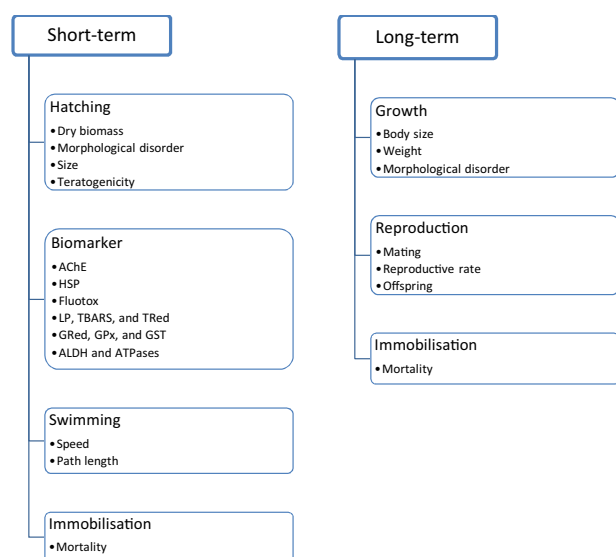 Short-term
Hatching
•Dry biomass
•Morphological disorder
•Size
•Teratogenicity
Biomarker
•AChE
•HSP
•Fluotox
•LP, TBARS, and TRed
•GRed, GPx, and GST
•ALDH and ATPases
Swimming
•Speed
•Path length
Immobilisation
•Mortality
Long-term
Growth
•Body size
•Weight
•Morphological disorder
Reproduction
•Mating
•Reproductive rate
•Offspring
Immobilisation
•Mortality